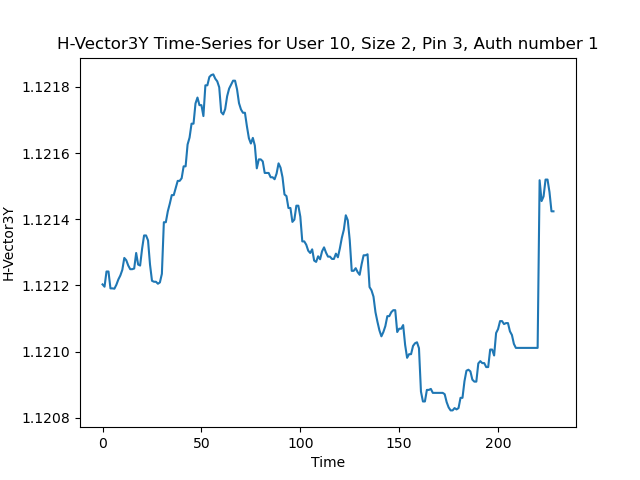 H-Vector3Y Time-Series for User 10, Size 2, Pin 3, Auth number 1
H-Vector3Y
1.1218
1.1216
1.1214
1.1212
1.1210
1.1208
0 50 100 150 200
Time